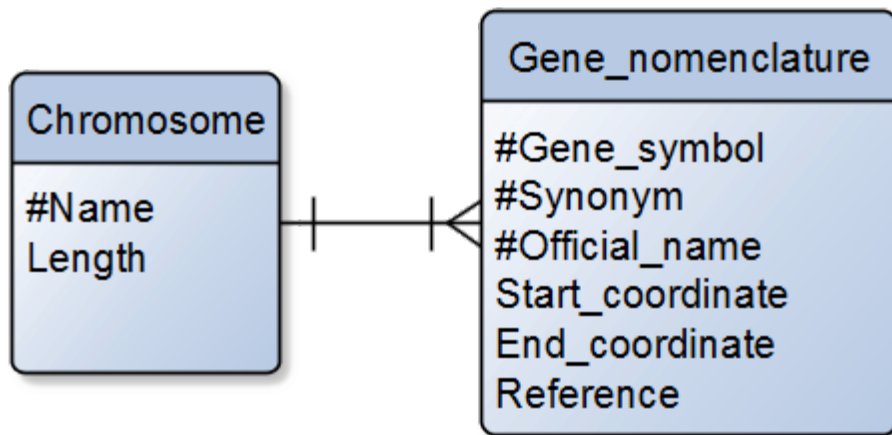 Chromosome
#Name
Length
Gene_nomenclature
#Gene_symbol
#Synonym
#Official_name
Start_coordinate
End_coordinate
Reference